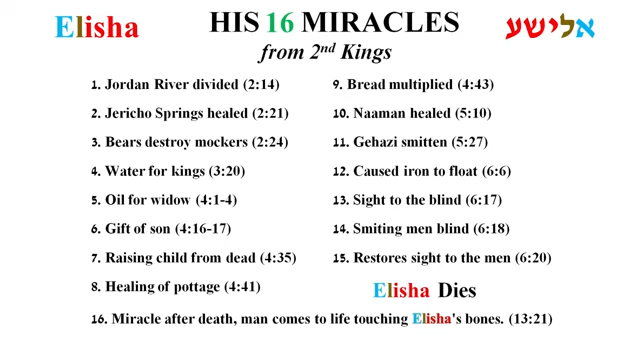 Elisha
HIS 16 MIRACLES
אלישע
from 2nd Kings
1. Jordan River divided (2:14)
2. Jericho Springs healed (2:21)
3. Bears destroy mockers (2:24)
4. Water for kings (3:20)
5. Oil for widow (4:1-4)
6. Gift of son (4:16-17)
7. Raising child from dead (4:35)
8. Healing of pottage (4:41)
9. Bread multiplied (4:43)
10. Naaman healed (5:10)
11. Gehazi smitten (5:27)
12. Caused iron to float (6:6)
13. Sight to the blind (6:17)
14. Smiting men blind (6:18)
15. Restores sight to the men (6:20)
Elisha Dies
16. Miracle after death, man comes to life touching Elisha's bones. (13:21)